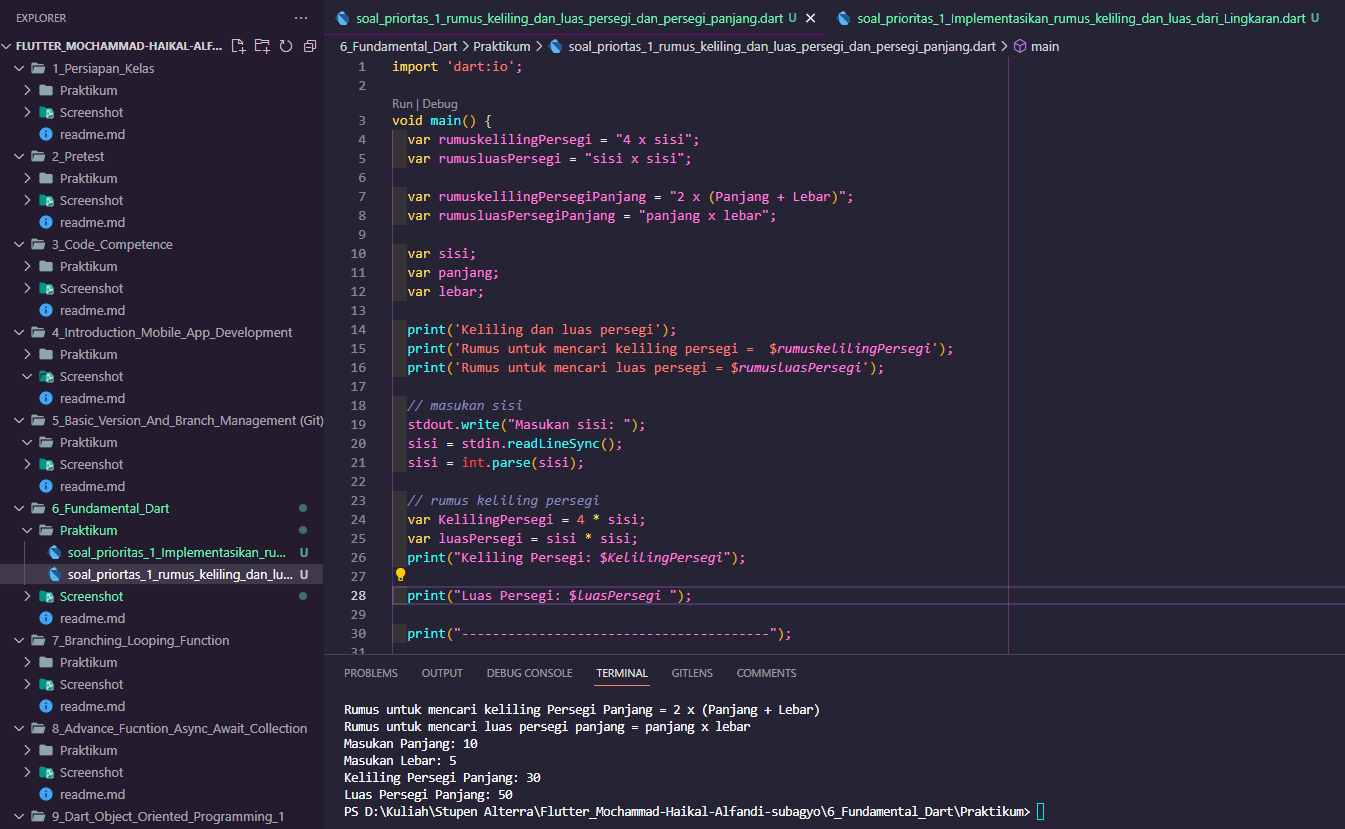 EXPLORER
FLUTTER_MOCHAMMAD-HAIKAL-ALF...
1_Persiapan_Kelas
Praktikum
Screenshot
readme.md
2_Pretest
Praktikum
Screenshot
readme.md
3_Code_Competence
Praktikum
Screenshot
readme.md
4_Introduction_Mobile_App_Development
Praktikum
Screenshot
readme.md
5_Basic_Version_And_Branch_Management (Git)
Praktikum
Screenshot
readme.md
6_Fundamental_Dart
Praktikum
soal_prioritas_1_Implementasikan_ru... U
soal_priortas_1_rumus_keliling_dan_lu... U
Screenshot
readme.md
7_Branching_Looping_Function
Praktikum
Screenshot
readme.md
8_Advance_Fucntion_Async_Await_Collection
Praktikum
Screenshot
readme.md
9_Dart_Object_Oriented_Programming_1
soal_priortas_1_rumus_keliling_dan_luas_persegi_dan_persegi_panjang.dart U
soal_prioritas_1_Implementasikan_rumus_keliling_dan_luas_dari_Lingkaran.dart U
6_Fundamental_Dart > Praktikum > soal_priortas_1_rumus_keliling_dan_luas_persegi_dan_persegi_panjang.dart > main
1 import 'dart:io';
2
Run | Debug
3 void main() {
4 var rumuskelilingPersegi = "4 x sisi";
5 var rumusluasPersegi = "sisi x sisi";
6
7 var rumuskelilingPersegiPanjang = "2 x (Panjang + Lebar)";
8 var rumusluasPersegiPanjang = "panjang x lebar";
9
10 var sisi;
11 var panjang;
12 var lebar;
13
14 print('Keliling dan luas persegi');
15 print('Rumus untuk mencari keliling persegi =  $rumuskelilingPersegi');
16 print('Rumus untuk mencari luas persegi = $rumusluasPersegi');
17
18 // masukan sisi
19 stdout.write("Masukan sisi: ");
20 sisi = stdin.readLineSync();
21 sisi = int.parse(sisi);
22
23 // rumus keliling persegi
24 var KelilingPersegi = 4 * sisi;
25 var luasPersegi = sisi * sisi;
26 print("Keliling Persegi: $KelilingPersegi");
27
28 print("Luas Persegi: $luasPersegi ");
29
30 print("----------------------------------------");
31
PROBLEMS OUTPUT DEBUG CONSOLE TERMINAL GITLENS COMMENTS
Rumus untuk mencari keliling Persegi Panjang = 2 x (Panjang + Lebar)
Rumus untuk mencari luas persegi panjang = panjang x lebar
Masukan Panjang: 10
Masukan Lebar: 5
Keliling Persegi Panjang: 30
Luas Persegi Panjang: 50
PS D:\Kuliah\Stupen Alterra\Flutter_Mochammad-Haikal-Alfandi-subagyo\6_Fundamental_Dart\Praktikum>